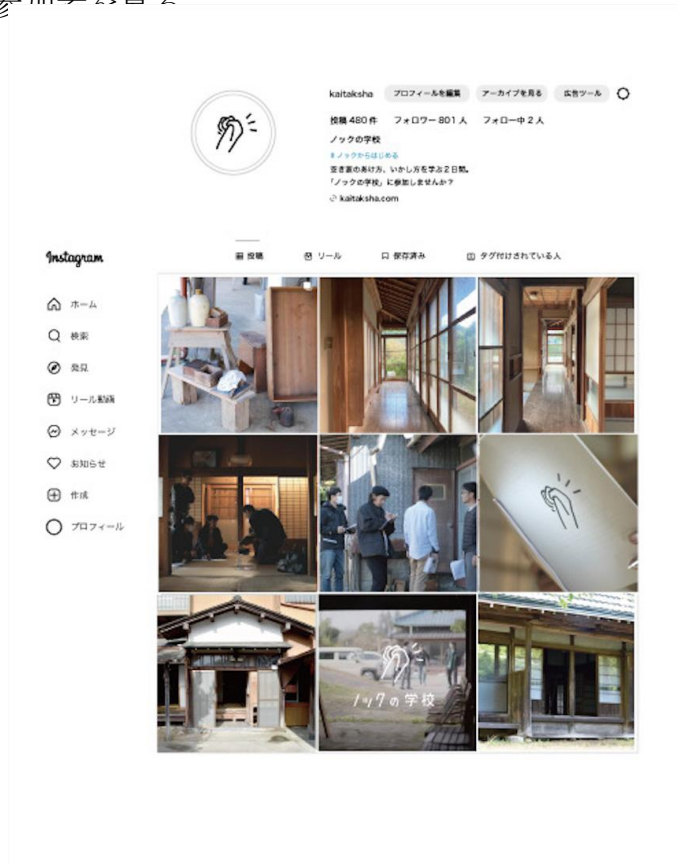 kaitaksha プロフィールを編集 アーカイブを見る 広告ツール
投稿 480 件 フォロワー 801 人 フォロー中 2 人
ノックの学校
#ノックからはじめる
空き家のあけ方、いかし方を学ぶ2日間。
「ノックの学校」に参加しませんか？
kaitaksha.com
Instagram
投稿 リール 保存済み タグ付けされている人
ホーム
検索
発見
リール動画
メッセージ
お知らせ
作成
プロフィール
ノックの学校